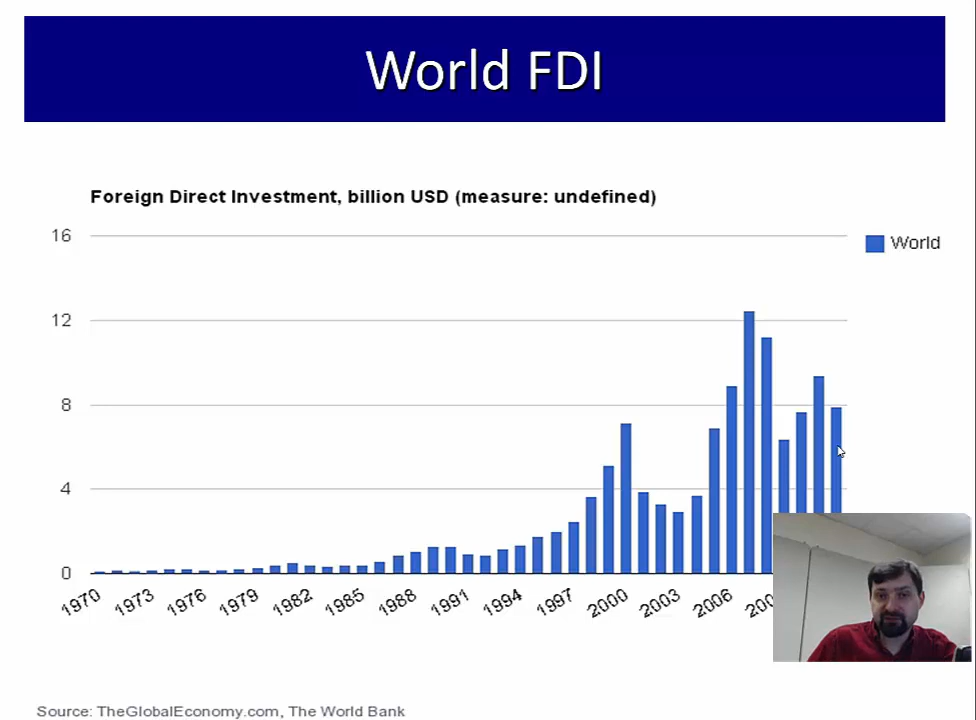 World FDI
Foreign Direct Investment, billion USD (measure: undefined)
16
World
12
8
4
0
1970 1973 1976 1979 1982 1985 1988 1991 1994 1997 2000 2003 2006
Source: TheGlobalEconomy.com, The World Bank